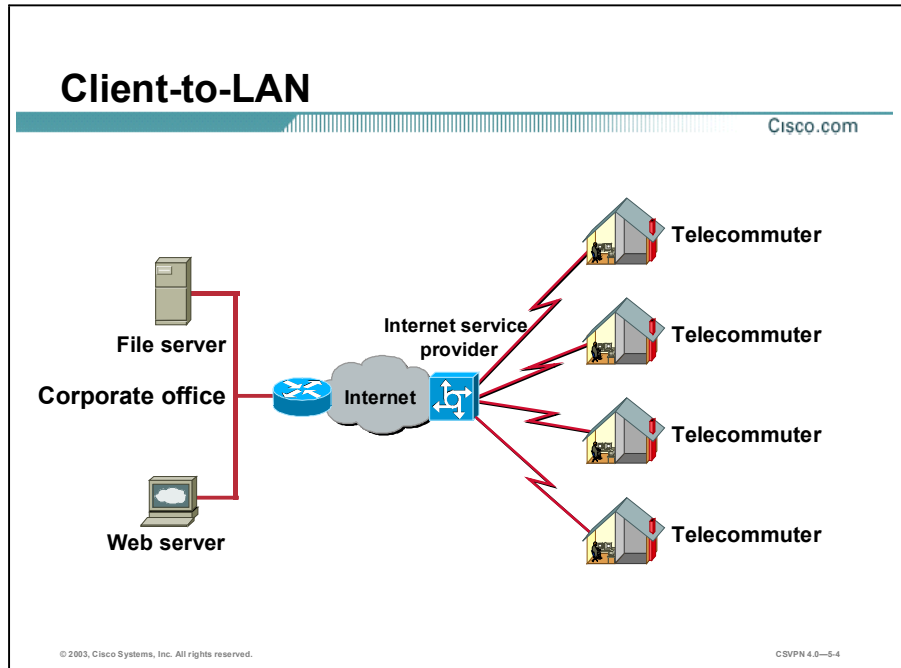 Client-to-LAN
Cisco.com
Telecommuter
Internet service
provider
Telecommuter
File server
Corporate office
Internet
Telecommuter
Web server
Telecommuter
© 2003, Cisco Systems, Inc. All rights reserved.
CSVPN 4.0—5-4